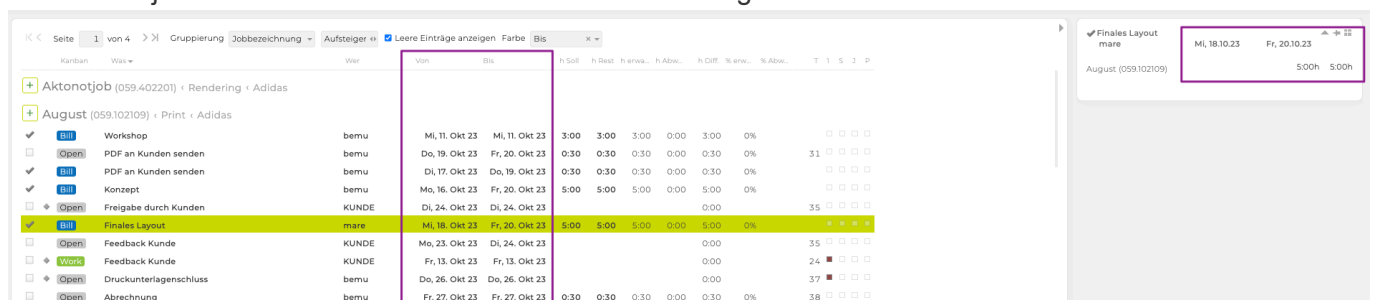 Seite 1 von 4 Gruppierung Jobbezeichnung Aufsteiger Leere Einträge anzeigen Farbe Bis
Kanban Was Wer Von Bis h Soll h Rest h erwa... h Abw... h Diff. % erw... % Abw... T 1 S J P
+ Aktonotjob (059.402201) ‹ Rendering ‹ Adidas
+ August (059.102109) ‹ Print ‹ Adidas
Bill Workshop bemu Mi, 11. Okt 23 Mi, 11. Okt 23 3:00 3:00 3:00 0:00 3:00 0%
Open PDF an Kunden senden bemu Do, 19. Okt 23 Fr, 20. Okt 23 0:30 0:30 0:30 0:00 0:30 0% 31
Bill PDF an Kunden senden bemu Di, 17. Okt 23 Do, 19. Okt 23 0:30 0:30 0:30 0:00 0:30 0%
Bill Konzept bemu Mo, 16. Okt 23 Fr, 20. Okt 23 5:00 5:00 5:00 0:00 5:00 0%
Open Freigabe durch Kunden KUNDE Di, 24. Okt 23 Di, 24. Okt 23 0:00 35
Bill Finales Layout mare Mi, 18. Okt 23 Fr, 20. Okt 23 5:00 5:00 5:00 0:00 5:00 0%
Open Feedback Kunde KUNDE Mo, 23. Okt 23 Di, 24. Okt 23 0:00 35
Work Feedback Kunde KUNDE Fr, 13. Okt 23 Fr, 13. Okt 23 0:00 24
Open Druckunterlagenschluss bemu Do, 26. Okt 23 Do, 26. Okt 23 0:00 37
Open Abrechnung bemu Fr, 27. Okt 23 Fr, 27. Okt 23 0:30 0:30 0:30 0:00 0:30 0% 38
Finales Layout
mare Mi, 18.10.23 Fr, 20.10.23
August (059.102109) 5:00h 5:00h